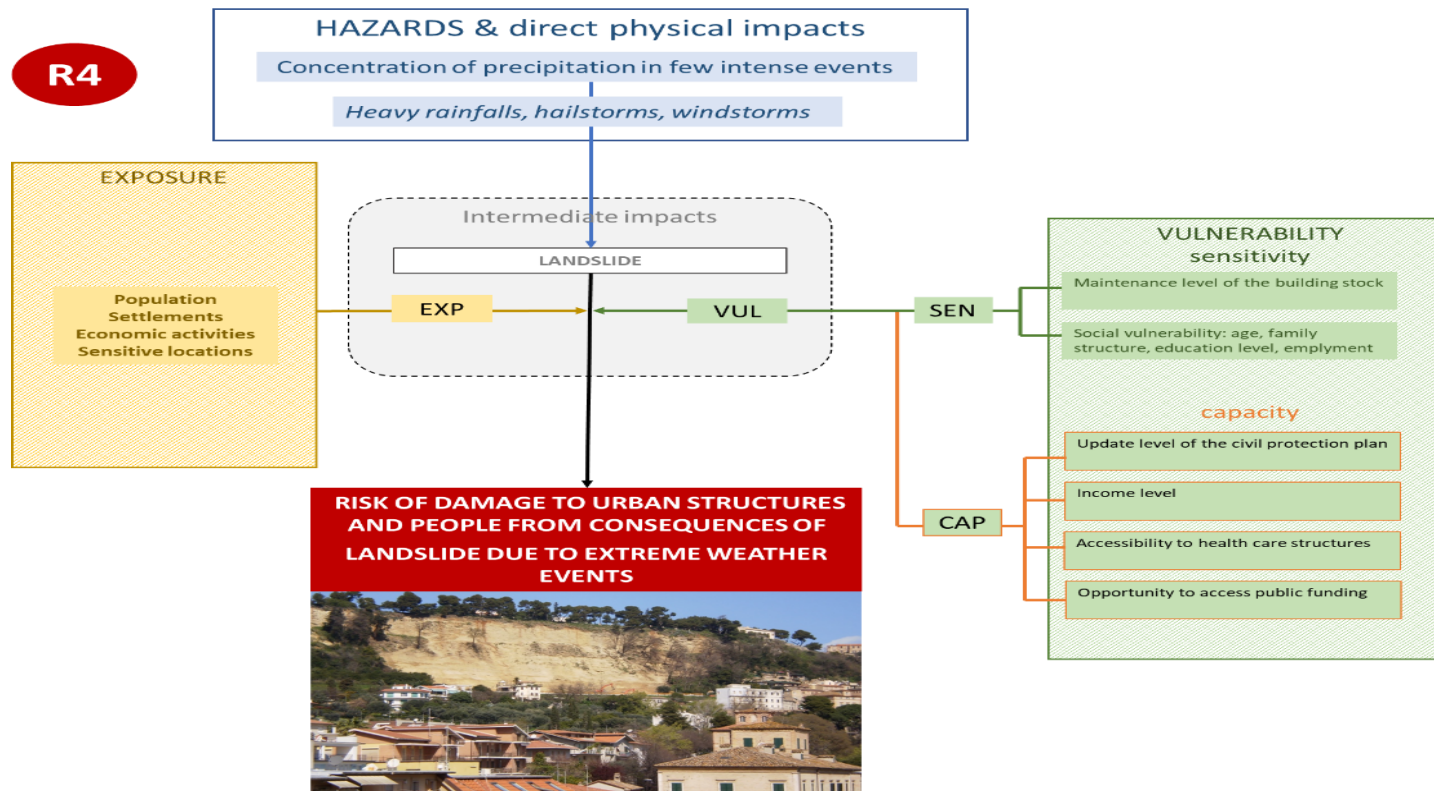 R4
HAZARDS & direct physical impacts
Concentration of precipitation in few intense events
Heavy rainfalls, hailstorms, windstorms
EXPOSURE
Population
Settlements
Economic activities
Sensitive locations
Intermediate impacts
LANDSLIDE
EXP
VUL
SEN
CAP
VULNERABILITY
sensitivity
Maintenance level of the building stock
Social vulnerability: age, family
structure, education level, emplyment
capacity
Update level of the civil protection plan
Income level
Accessibility to health care structures
Opportunity to access public funding
RISK OF DAMAGE TO URBAN STRUCTURES
AND PEOPLE FROM CONSEQUENCES OF
LANDSLIDE DUE TO EXTREME WEATHER
EVENTS